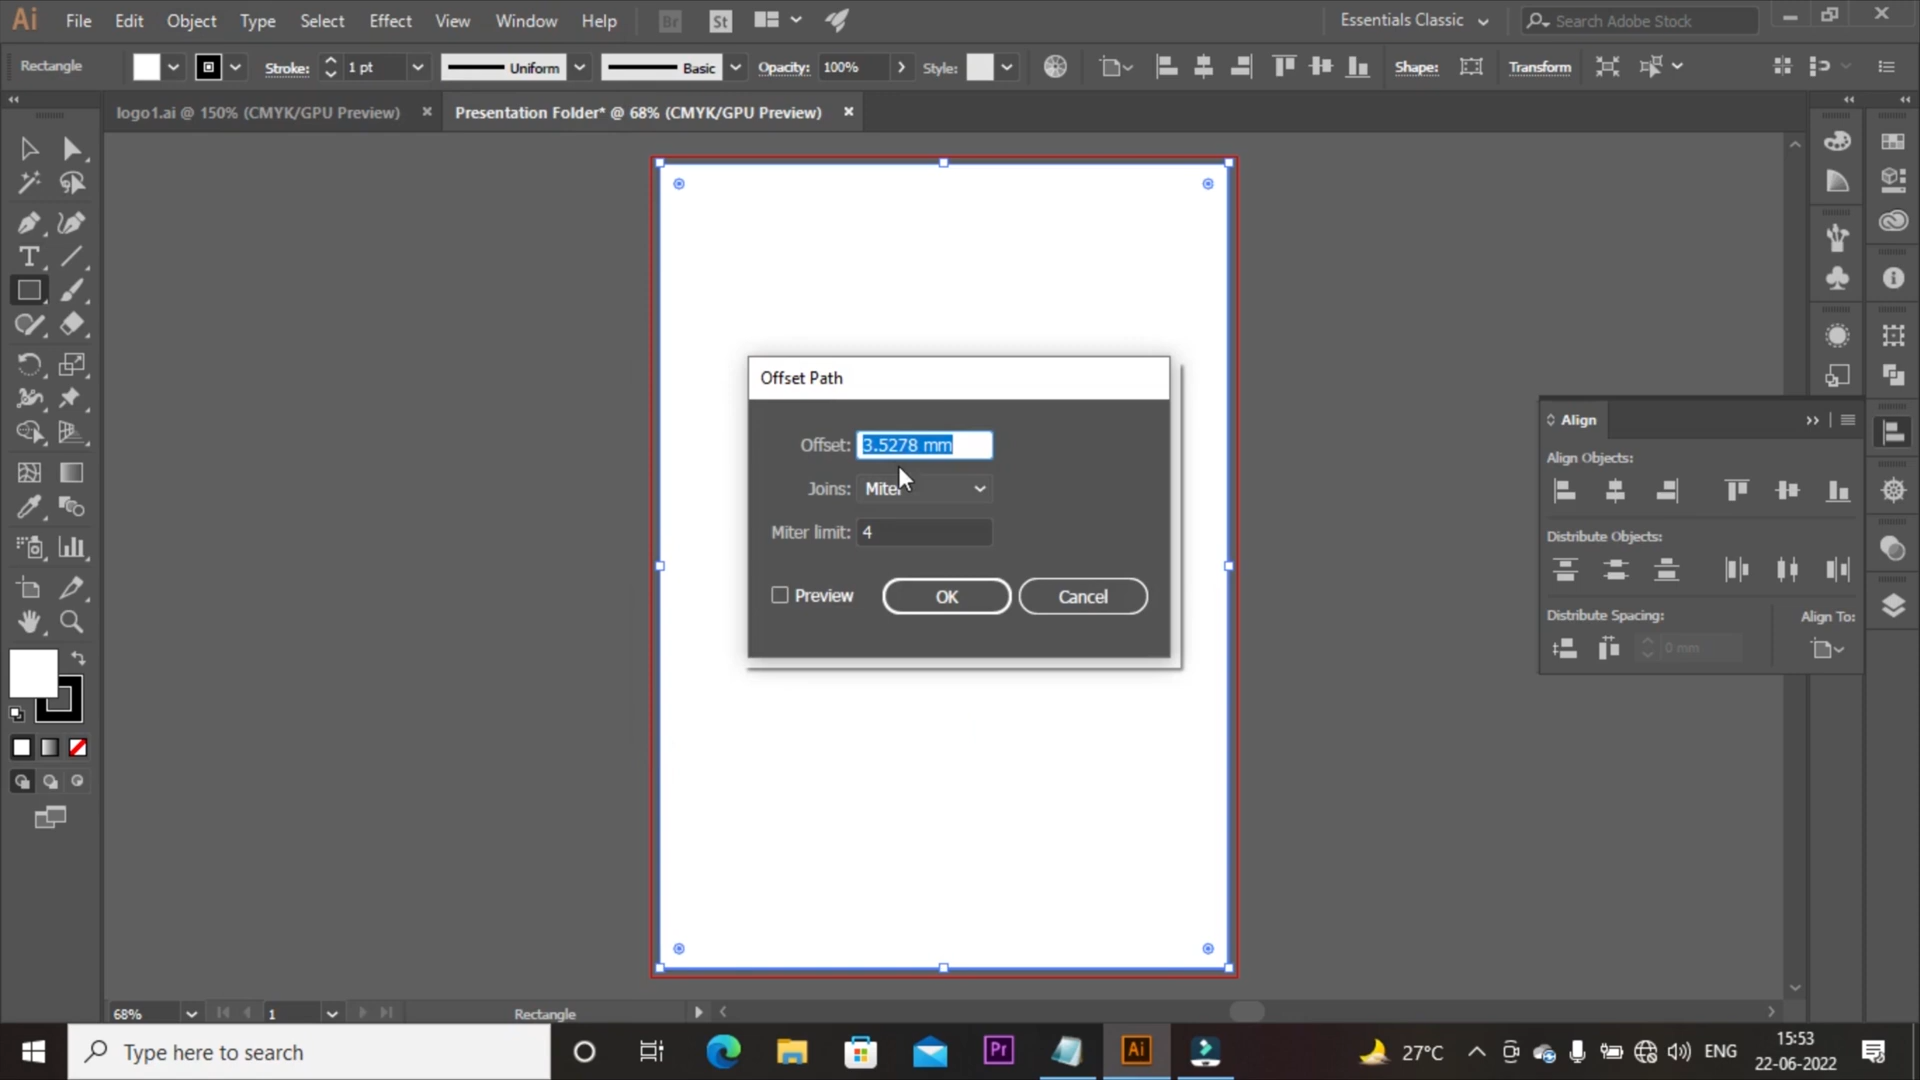 Ai File Edit Object Type Select Effect View Window Help Br St Essentials Classic Search Adobe Stock
Rectangle Stroke: 1 pt Uniform Basic Opacity: 100% Style: Shape: Transform
logo1.ai @ 150% (CMYK/GPU Preview) Presentation Folder* @ 68% (CMYK/GPU Preview)
Offset Path
Offset: 3.5278 mm
Joins: Miter
Miter limit: 4
Preview OK Cancel
Align
Align Objects:
Distribute Objects:
Distribute Spacing: Align To:
0 mm
68% 1 Rectangle
Type here to search Pr Ai 27°C ENG 15:53
22-06-2022